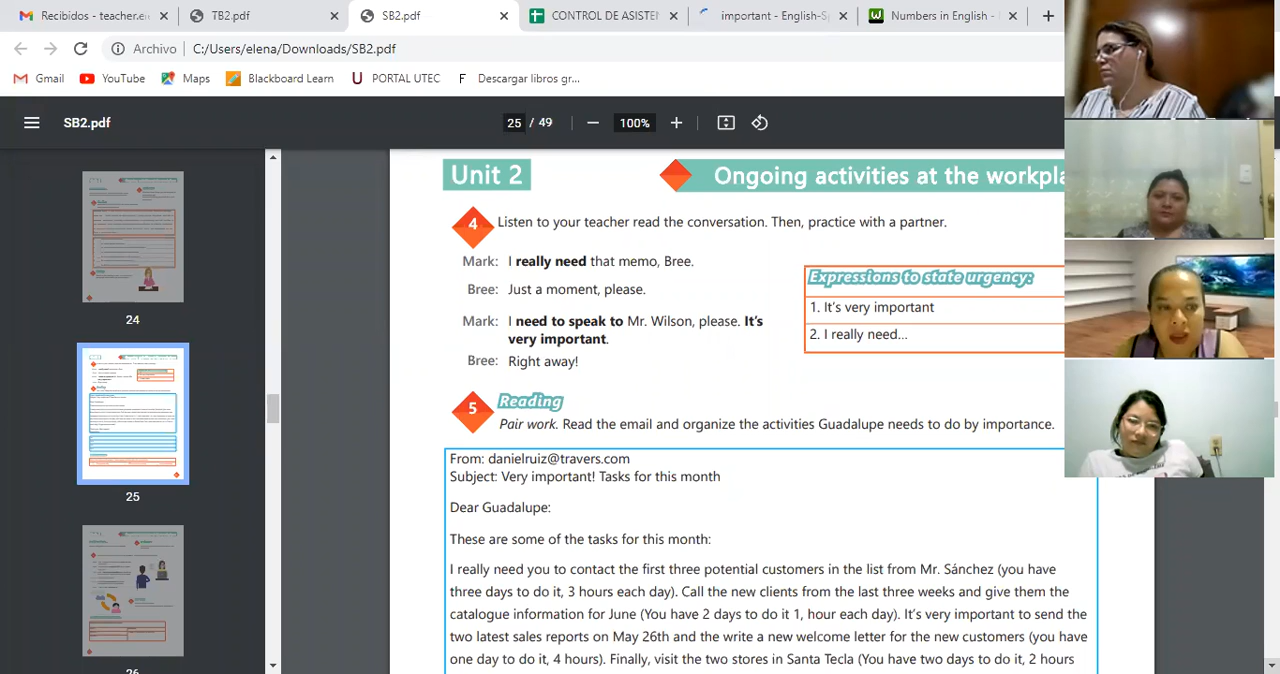 Recibidos - teacher.e
TB2.pdf
SB2.pdf
CONTROL DE ASISTE
important - English-S
Numbers in English -
Archivo
C:/Users/elena/Downloads/SB2.pdf
Gmail
YouTube
Maps
Blackboard Learn
PORTAL UTEC
Descargar libros gr...
SB2.pdf
25 / 49
100%
24
25
26
Unit 2
Ongoing activities at the workpla
4 Listen to your teacher read the conversation. Then, practice with a partner.
Mark: I really need that memo, Bree.
Bree: Just a moment, please.
Mark: I need to speak to Mr. Wilson, please. It's
very important.
Bree: Right away!
Expressions to state urgency:
1. It's very important
2. I really need...
5 Reading
Pair work. Read the email and organize the activities Guadalupe needs to do by importance.
From: danielruiz@travers.com
Subject: Very important! Tasks for this month
Dear Guadalupe:
These are some of the tasks for this month:
I really need you to contact the first three potential customers in the list from Mr. Sánchez (you have
three days to do it, 3 hours each day). Call the new clients from the last three weeks and give them the
catalogue information for June (You have 2 days to do it 1, hour each day). It's very important to send the
two latest sales reports on May 26th and the write a new welcome letter for the new customers (you have
one day to do it, 4 hours). Finally, visit the two stores in Santa Tecla (You have two days to do it, 2 hours